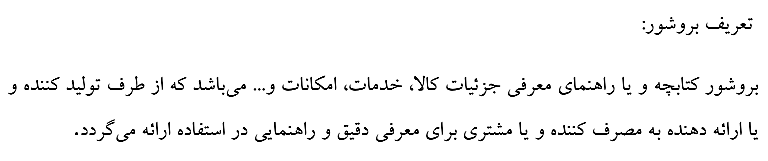 تعریف بروشور:
بروشور کتابچه و یا راهنمای معرفی جزئیات کالا، خدمات، امکانات و... می‌باشد که از طرف تولید کننده و
یا ارائه دهنده به مصرف کننده و یا مشتری برای معرفی دقیق و راهنمایی در استفاده ارائه می‌گردد.